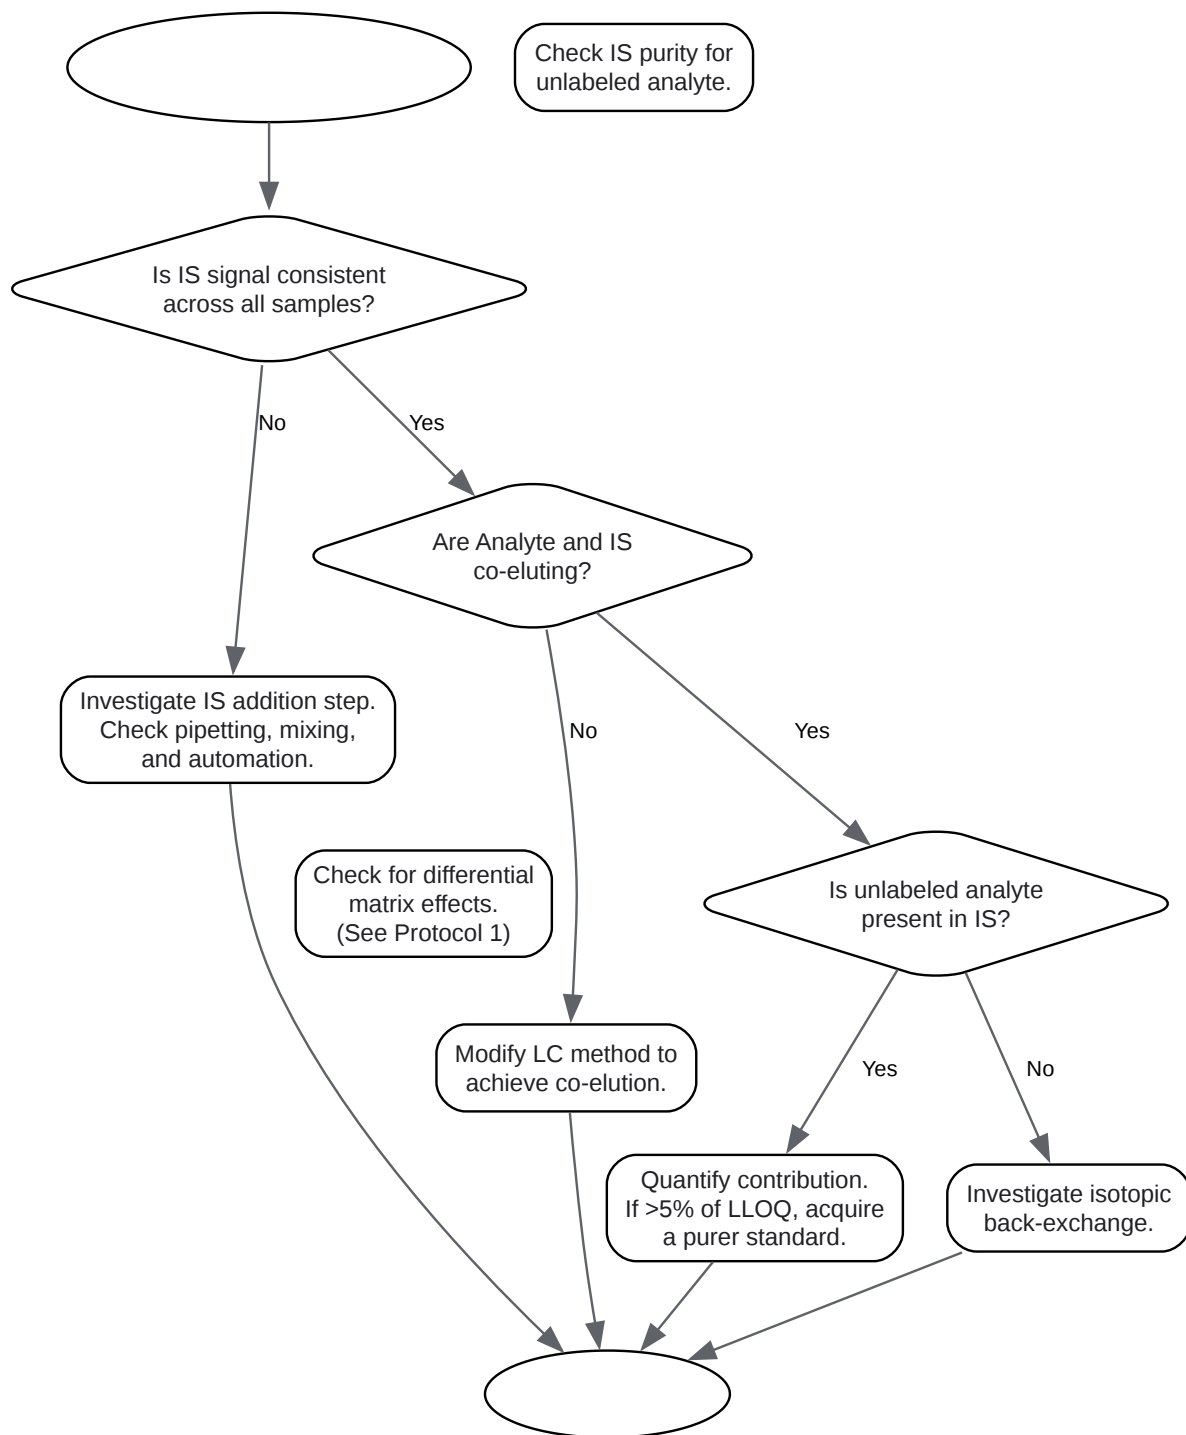 Check IS purity for
unlabeled analyte.
Is IS signal consistent
across all samples?
No
Yes
Are Analyte and IS
co-eluting?
Investigate IS addition step.
Check pipetting, mixing,
and automation.
No
Yes
Check for differential
matrix effects.
(See Protocol 1)
Is unlabeled analyte
present in IS?
Modify LC method to
achieve co-elution.
Yes
No
Quantify contribution.
If >5% of LLOQ, acquire
a purer standard.
Investigate isotopic
back-exchange.